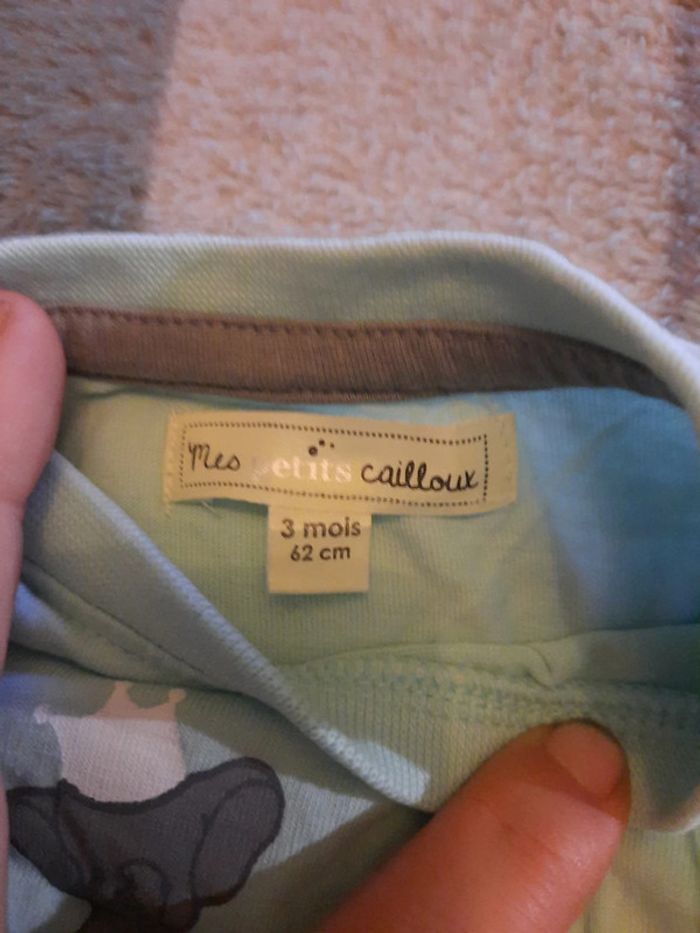 Mes petits cailloux
3 mois
62 cm